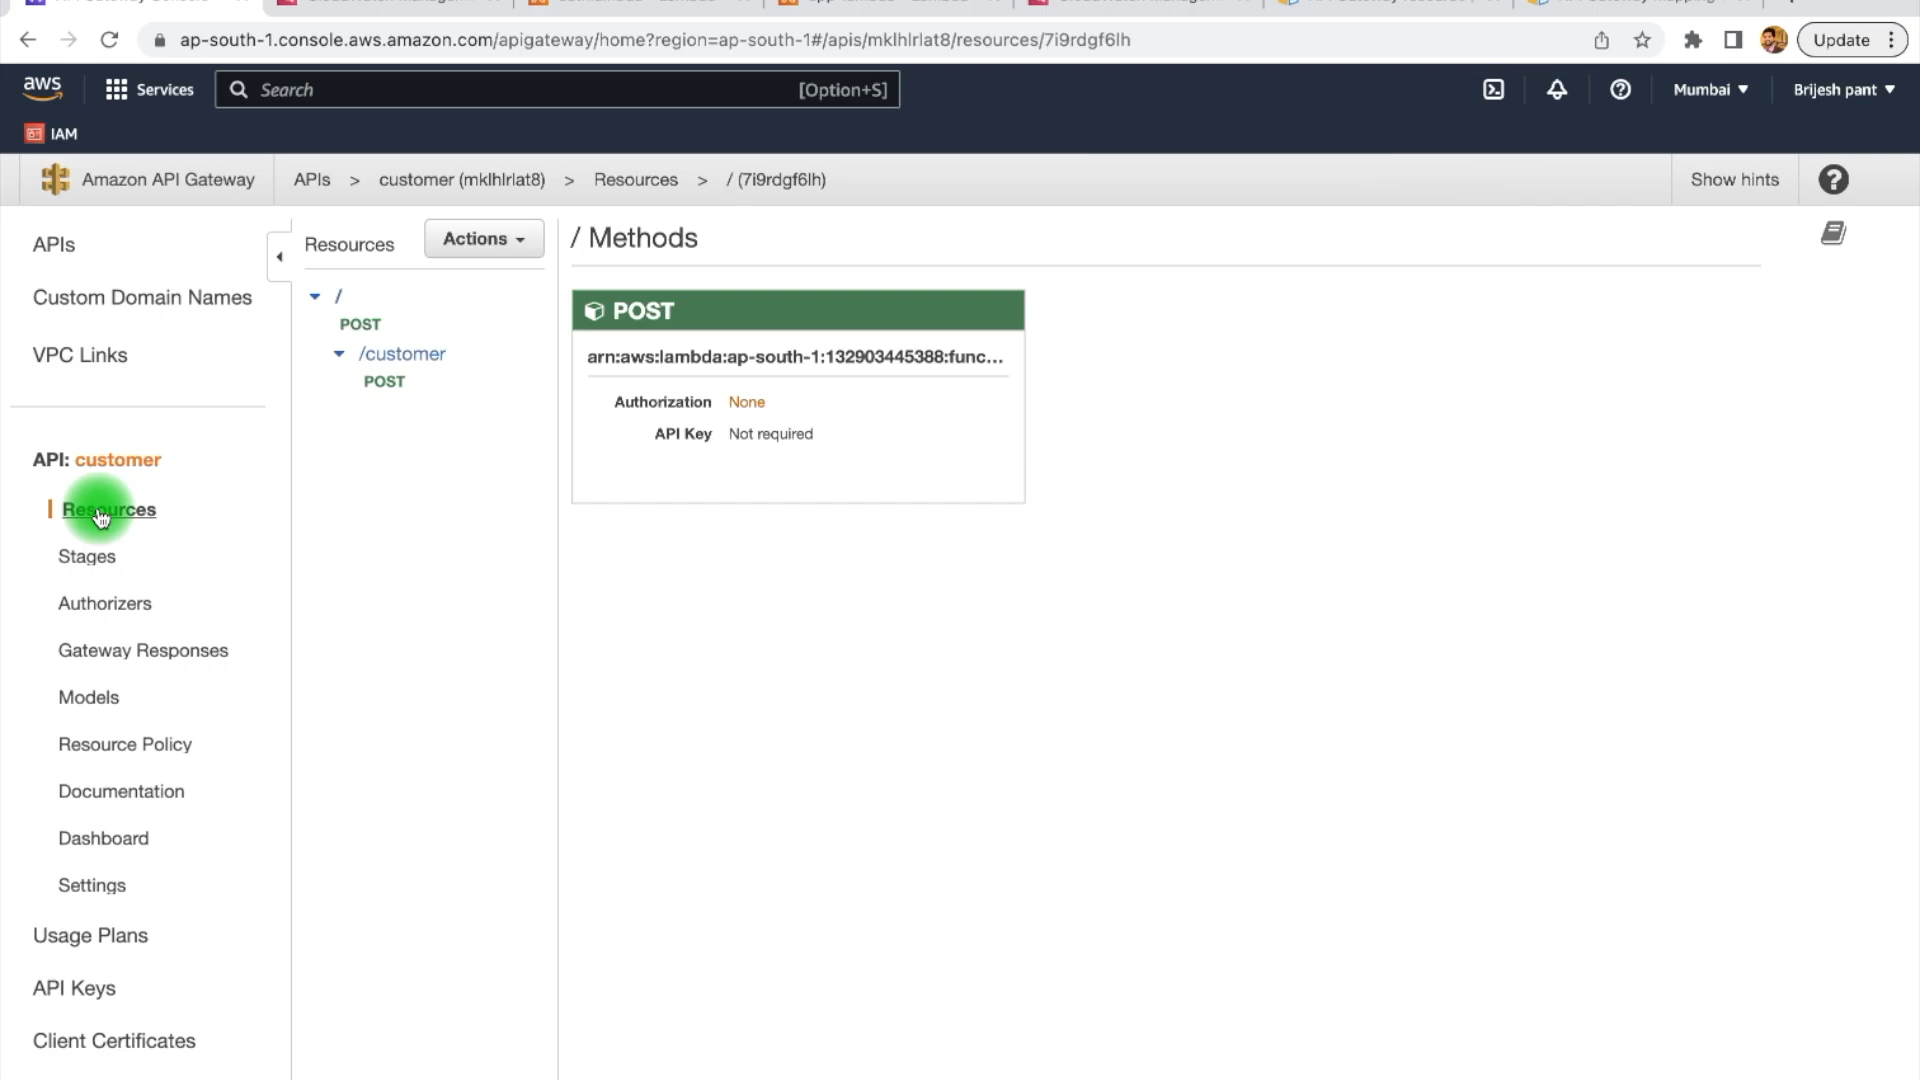 ap-south-1.console.aws.amazon.com/apigateway/home?region=ap-south-1#/apis/mklhlrlat8/resources/7i9rdgf6lh
Update
aws
Services
Search
[Option+S]
Mumbai
Brijesh pant
IAM
Amazon API Gateway
APIs > customer (mklhlrlat8) > Resources > / (7i9rdgf6lh)
Show hints
APIs
Custom Domain Names
VPC Links
API: customer
Resources
Stages
Authorizers
Gateway Responses
Models
Resource Policy
Documentation
Dashboard
Settings
Usage Plans
API Keys
Client Certificates
Resources
Actions
/
POST
/customer
POST
/ Methods
POST
arn:aws:lambda:ap-south-1:132903445388:func...
Authorization None
API Key Not required